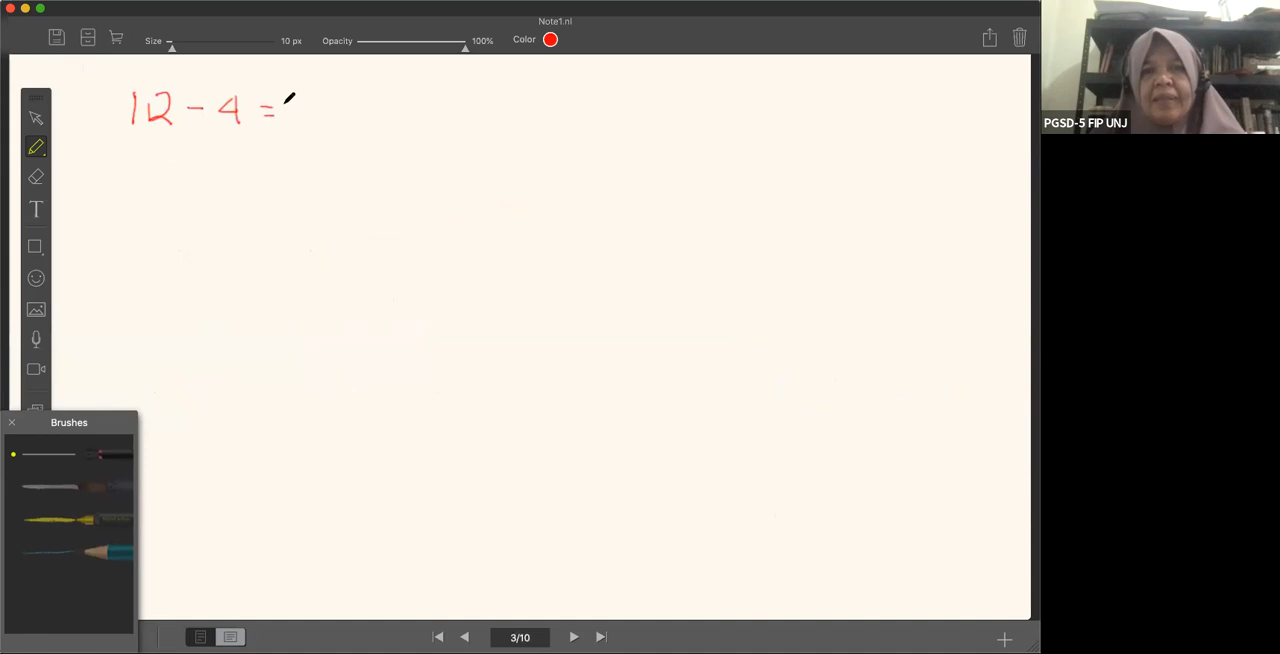 Note1.nl
Size 10 px Opacity 100% Color
PGSD-5 FIP UNJ
12 - 4 =
T
Brushes
3/10